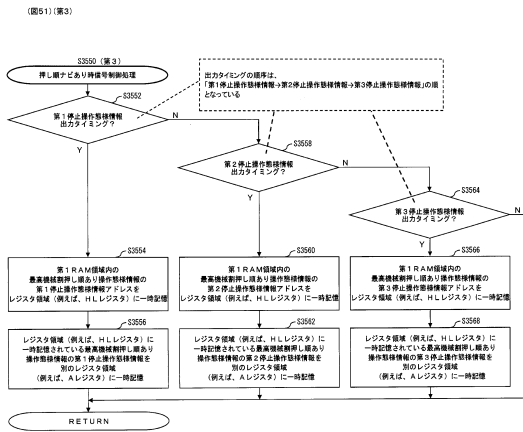 (図51)(第3)
S3550（第3）
押し順ナビあり時信号制御処理
出力タイミングの順序は、
「第1停止操作態様情報→第2停止操作態様情報→第3停止操作態様情報」の順
となっている
S3552
第1停止操作態様情報
出力タイミング？
N
Y
S3558
第2停止操作態様情報
出力タイミング？
N
Y
S3564
第3停止操作態様情報
出力タイミング？
N
Y
S3554
第1RAM領域内の
最高機械割押し順あり操作態様情報の
第1停止操作態様情報アドレスを
レジスタ領域（例えば、HLレジスタ）に一時記憶
S3560
第1RAM領域内の
最高機械割押し順あり操作態様情報の
第2停止操作態様情報アドレスを
レジスタ領域（例えば、HLレジスタ）に一時記憶
S3566
第1RAM領域内の
最高機械割押し順あり操作態様情報の
第3停止操作態様情報アドレスを
レジスタ領域（例えば、HLレジスタ）に一時記憶
S3556
レジスタ領域（例えば、HLレジスタ）に
一時記憶されている最高機械割押し順あり
操作態様情報の第1停止操作態様情報を
別のレジスタ領域
（例えば、Aレジスタ）に一時記憶
S3562
レジスタ領域（例えば、HLレジスタ）に
一時記憶されている最高機械割押し順あり
操作態様情報の第2停止操作態様情報を
別のレジスタ領域
（例えば、Aレジスタ）に一時記憶
S3568
レジスタ領域（例えば、HLレジスタ）に
一時記憶されている最高機械割押し順あり
操作態様情報の第3停止操作態様情報を
別のレジスタ領域
（例えば、Aレジスタ）に一時記憶
RETURN